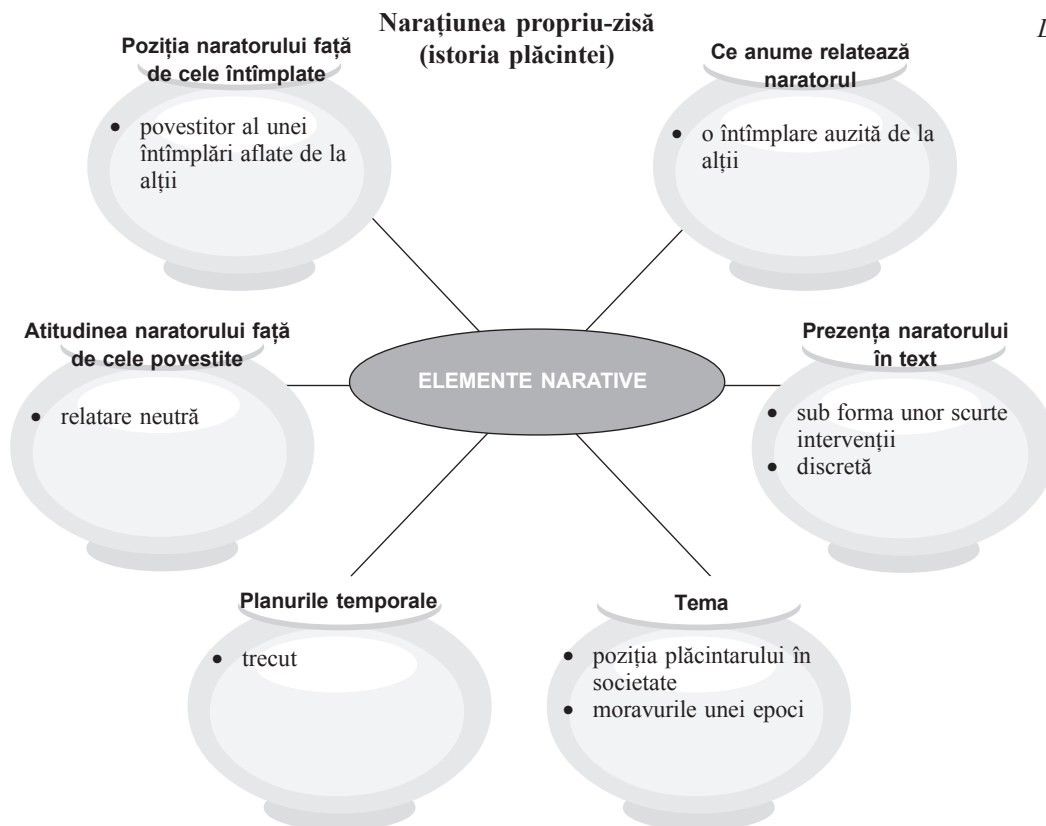 Narațiunea propriu-zisă
(istoria plăcintei)
Poziția naratorului față
de cele întîmplate
• povestitor al unei
întîmplări aflate de la
alții
Ce anume relatează
naratorul
• o întîmplare auzită de la
alții
Atitudinea naratorului față
de cele povestite
• relatare neutră
ELEMENTE NARATIVE
Prezența naratorului
în text
• sub forma unor scurte
intervenții
• discretă
Planurile temporale
• trecut
Tema
• poziția plăcintarului în
societate
• moravurile unei epoci